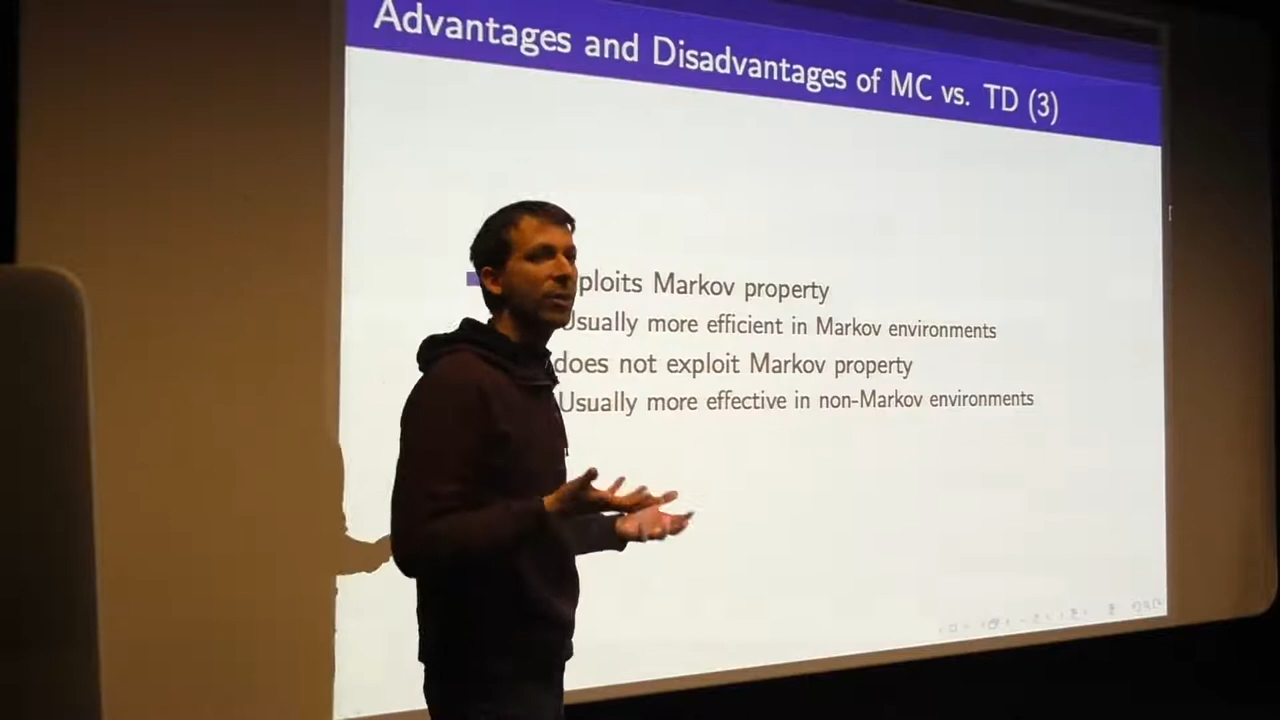 Advantages and Disadvantages of MC vs. TD (3)
ploits Markov property
Usually more efficient in Markov environments
does not exploit Markov property
Usually more effective in non-Markov environments